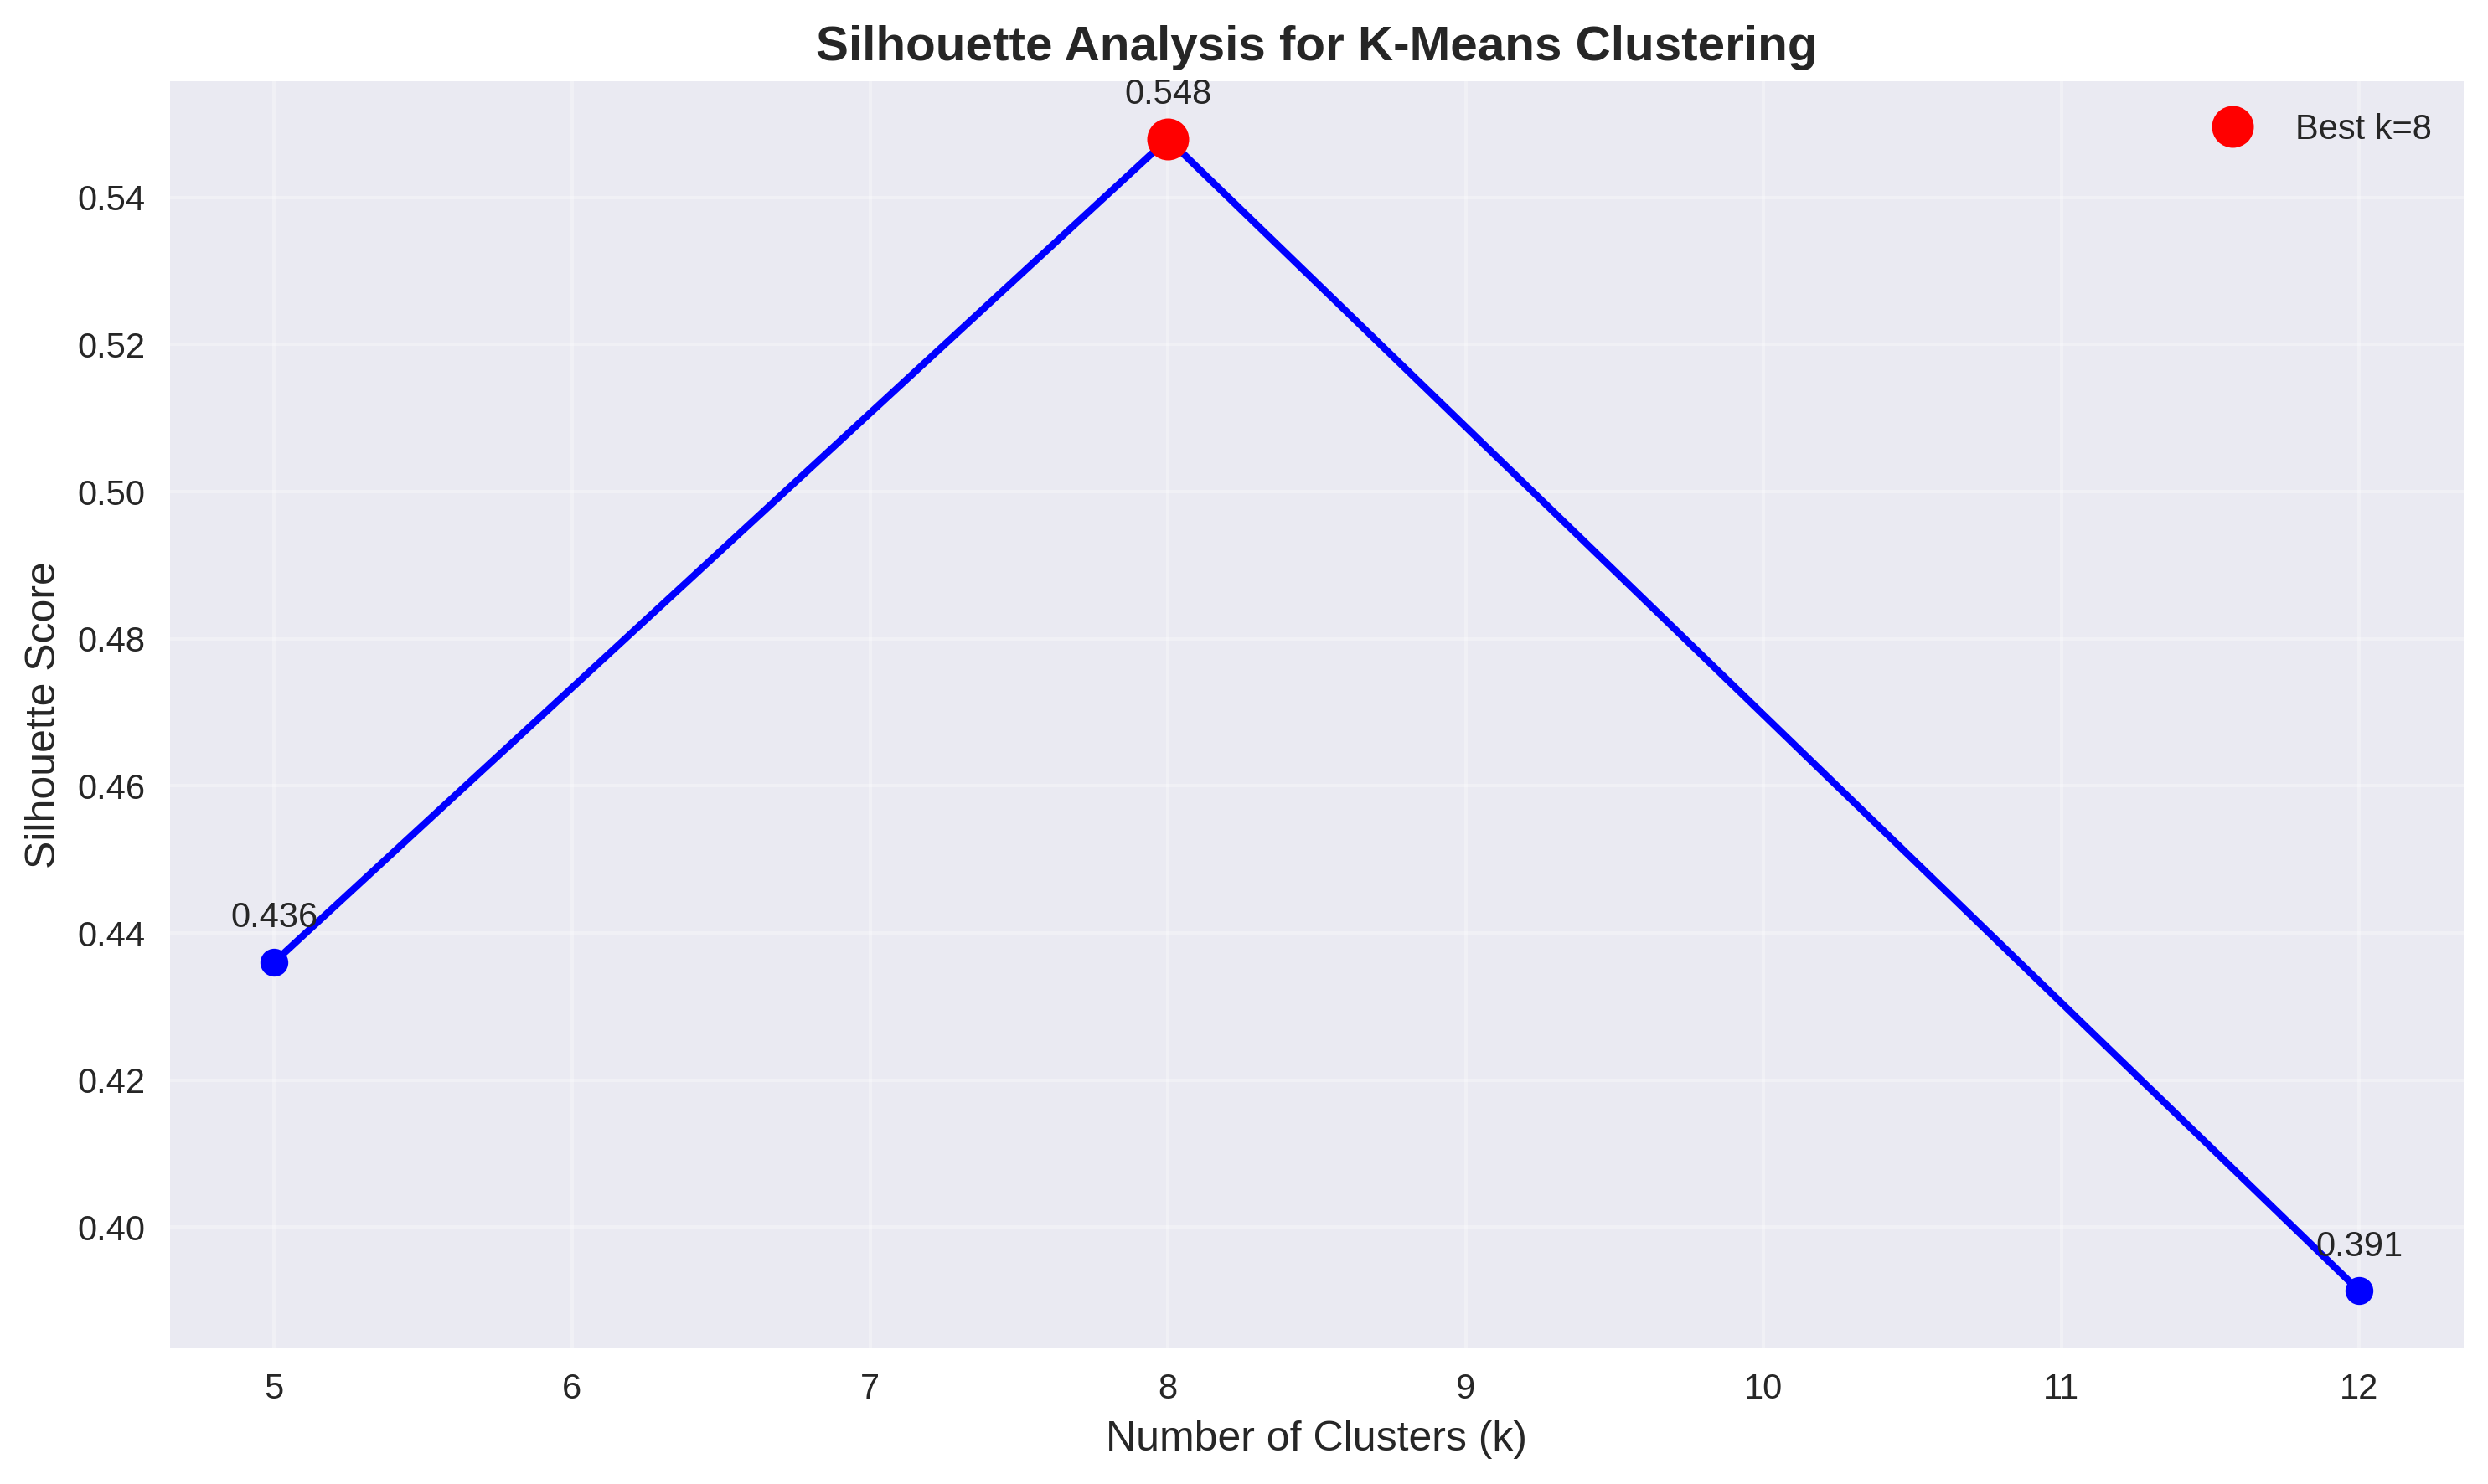 Silhouette Analysis for K-Means Clustering
0.548
Best k=8
0.54
0.52
0.50
0.48
0.46
0.44
0.42
0.40
Silhouette Score
0.436
0.391
5 6 7 8 9 10 11 12
Number of Clusters (k)